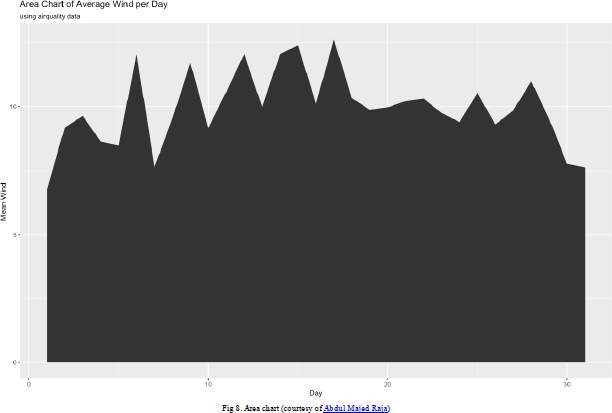 Area Chart of Average Wind per Day
using airquality data
Mean Wind
10
5
0
0 10 20 30
Day
Fig 8. Area chart (courtesy of Abdul Majed Raja)